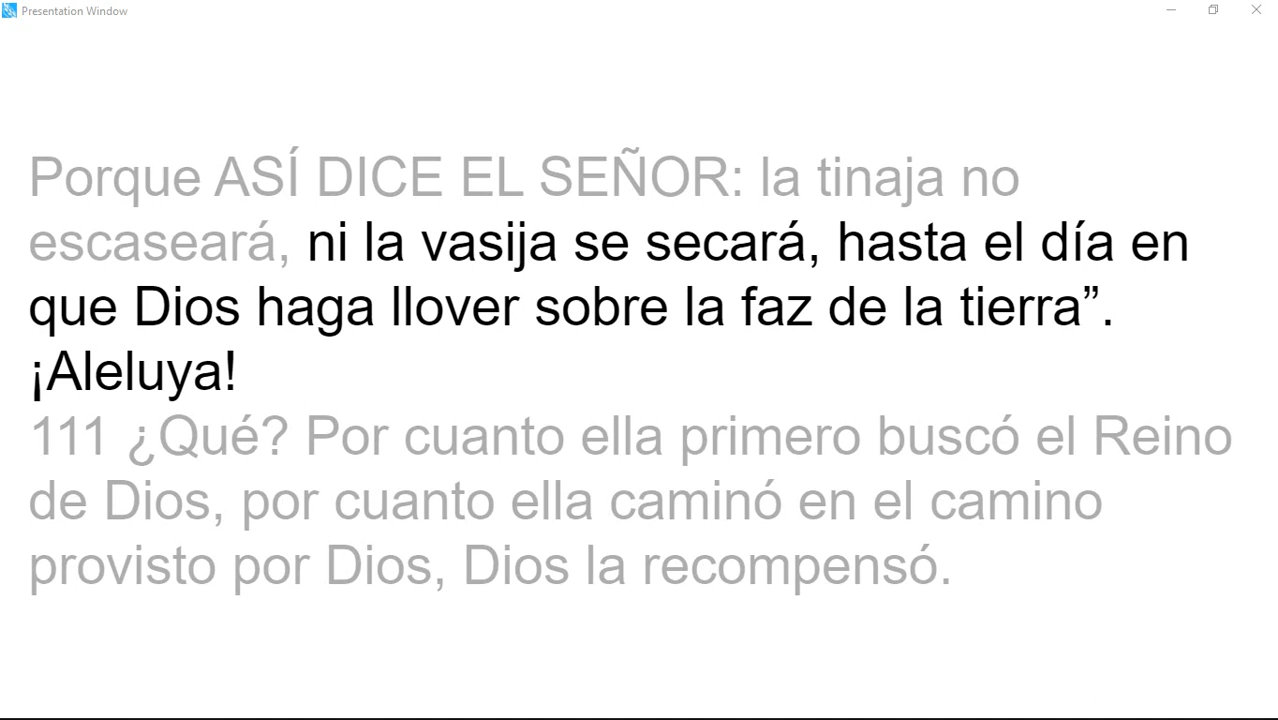 Presentation Window
Porque ASÍ DICE EL SEÑOR: la tinaja no
escaseará, ni la vasija se secará, hasta el día en
que Dios haga llover sobre la faz de la tierra”.
¡Aleluya!
111 ¿Qué? Por cuanto ella primero buscó el Reino
de Dios, por cuanto ella caminó en el camino
provisto por Dios, Dios la recompensó.